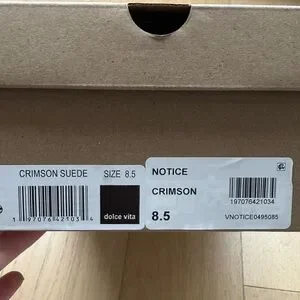 CRIMSON SUEDE SIZE 8.5
1 97076 42103 4
dolce vita
NOTICE
CRIMSON
197076421034
8.5
VNOTICE0495085